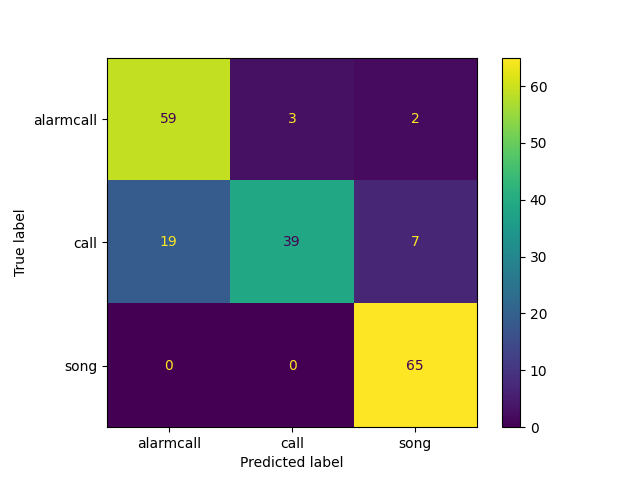 alarmcall 59 3 2
call 19 39 7
song 0 0 65
alarmcall call song
Predicted label
True label
60
50
40
30
20
10
0